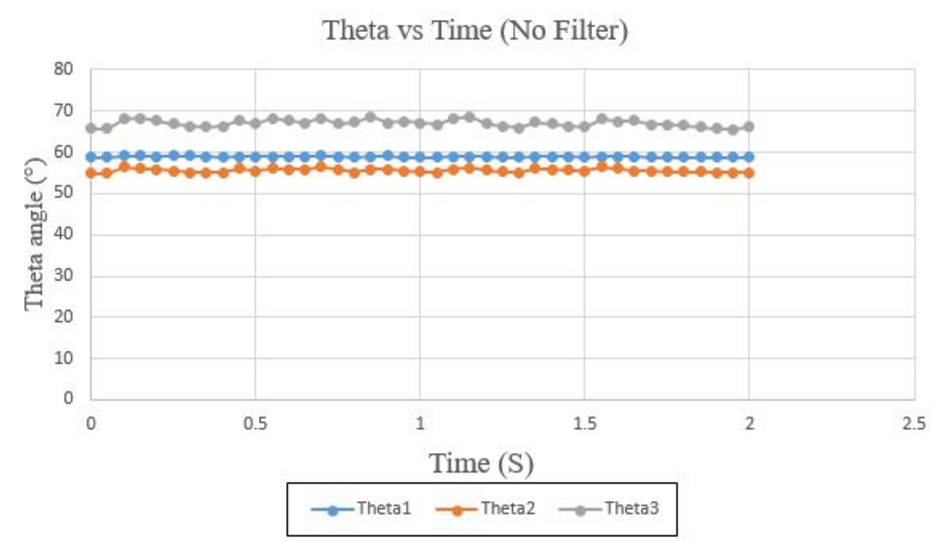 Theta vs Time (No Filter)
80
70
60
50
40
30
20
10
0
Theta angle (°)
0 0.5 1 1.5 2 2.5
Time (S)
Theta1 Theta2 Theta3